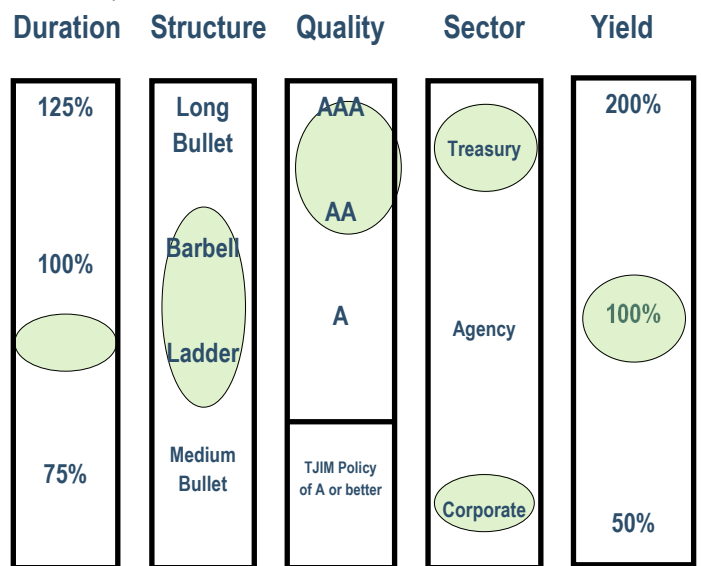 Duration Structure Quality Sector Yield
125%
100%
75%
Long
Bullet
Barbell
Ladder
Medium
Bullet
AAA
AA
A
TJIM Policy
of A or better
Treasury
Agency
Corporate
200%
100%
50%